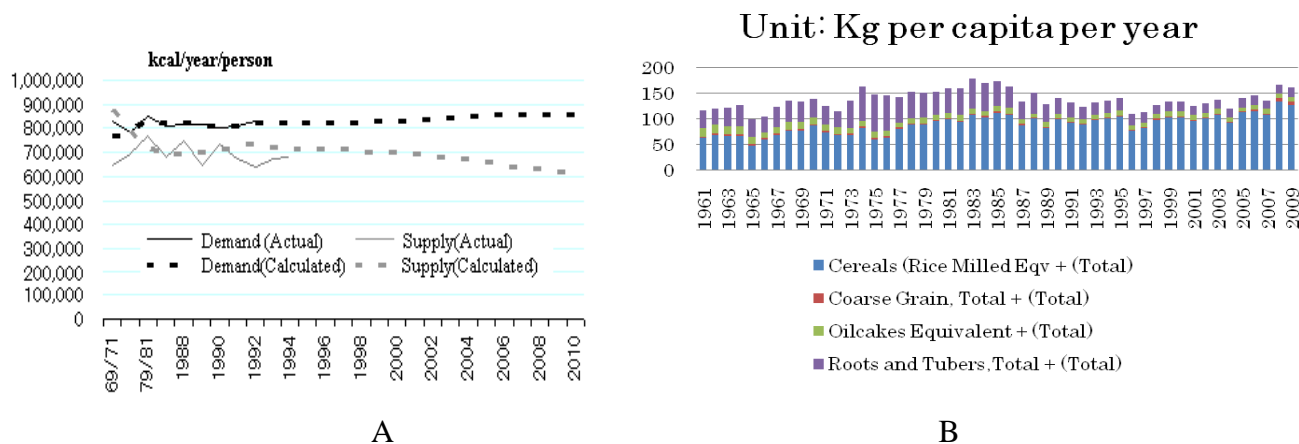 kcal/year/person
1,000,000
900,000
800,000
700,000
600,000
500,000
400,000
300,000
200,000
100,000
0
Demand (Actual) Supply(Actual)
Demand(Calculated) Supply(Calculated)
69/71 79/81 1988 1990 1992 1994 1996 1998 2000 2002 2004 2006 2008 2010
A
Unit: Kg per capita per year
200
150
100
50
0
1961 1963 1965 1967 1969 1971 1973 1975 1977 1979 1981 1983 1985 1987 1989 1991 1993 1995 1997 1999 2001 2003 2005 2007 2009
Cereals (Rice Milled Eqv + (Total)
Coarse Grain, Total + (Total)
Oilcakes Equivalent + (Total)
Roots and Tubers,Total + (Total)
B